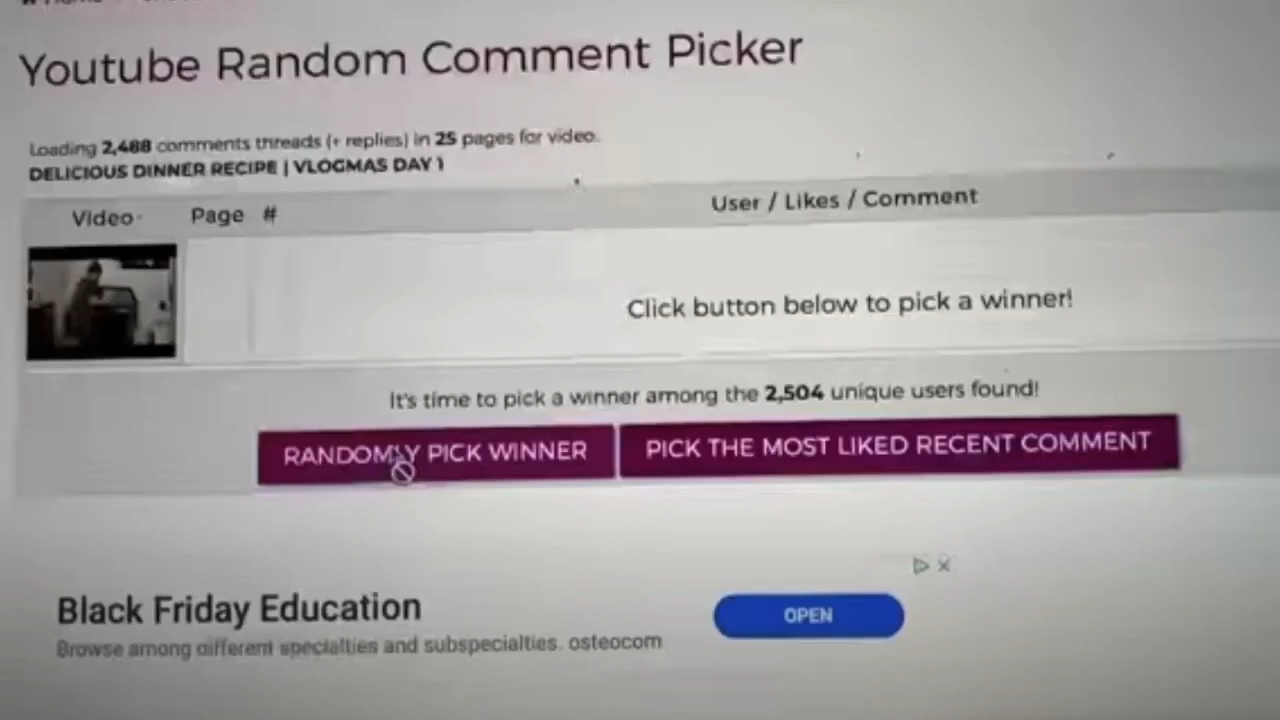 Youtube Random Comment Picker
Loading 2,488 comments threads (+ replies) in 25 pages for video.
DELICIOUS DINNER RECIPE | VLOGMAS DAY 1
Video Page # User / Likes / Comment
Click button below to pick a winner!
It's time to pick a winner among the 2,504 unique users found!
RANDOMLY PICK WINNER PICK THE MOST LIKED RECENT COMMENT
Black Friday Education
OPEN
Browse among different specialties and subspecialties. osteocom